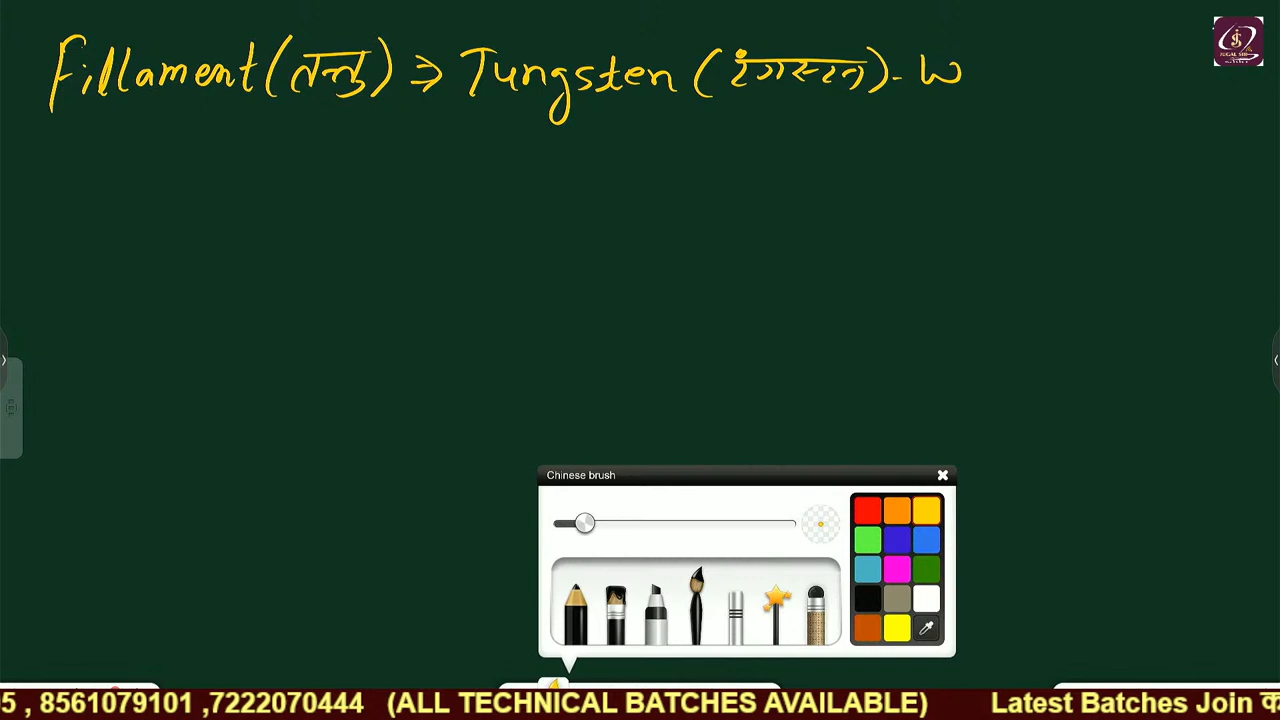 Fillament (तन्तु) ⇒ Tungsten (टंगस्टन) - W
Chinese brush
5 , 8561079101 ,7222070444 (ALL TECHNICAL BATCHES AVAILABLE) Latest Batches Join क